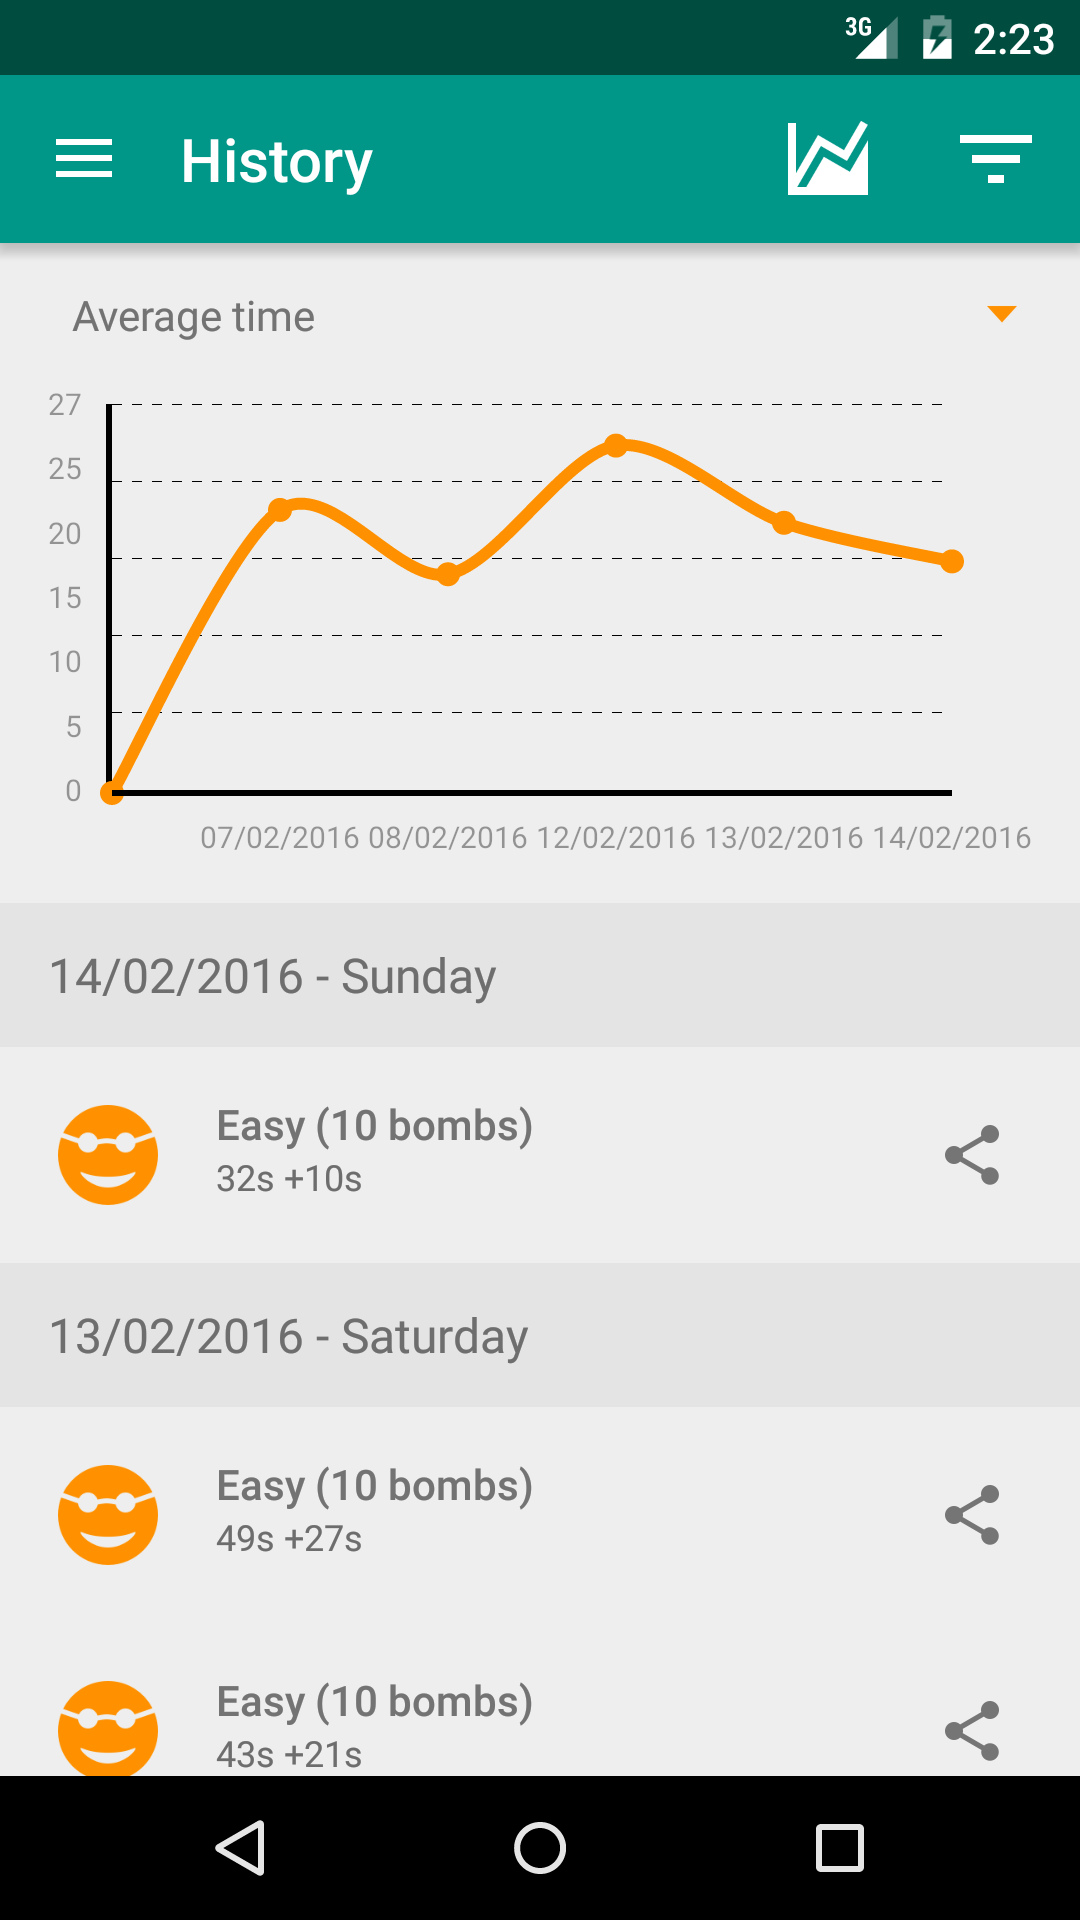 3G 2:23
History
Average time
27
25
20
15
10
5
0
07/02/2016 08/02/2016 12/02/2016 13/02/2016 14/02/2016
14/02/2016 - Sunday
Easy (10 bombs)
32s +10s
13/02/2016 - Saturday
Easy (10 bombs)
49s +27s
Easy (10 bombs)
43s +21s